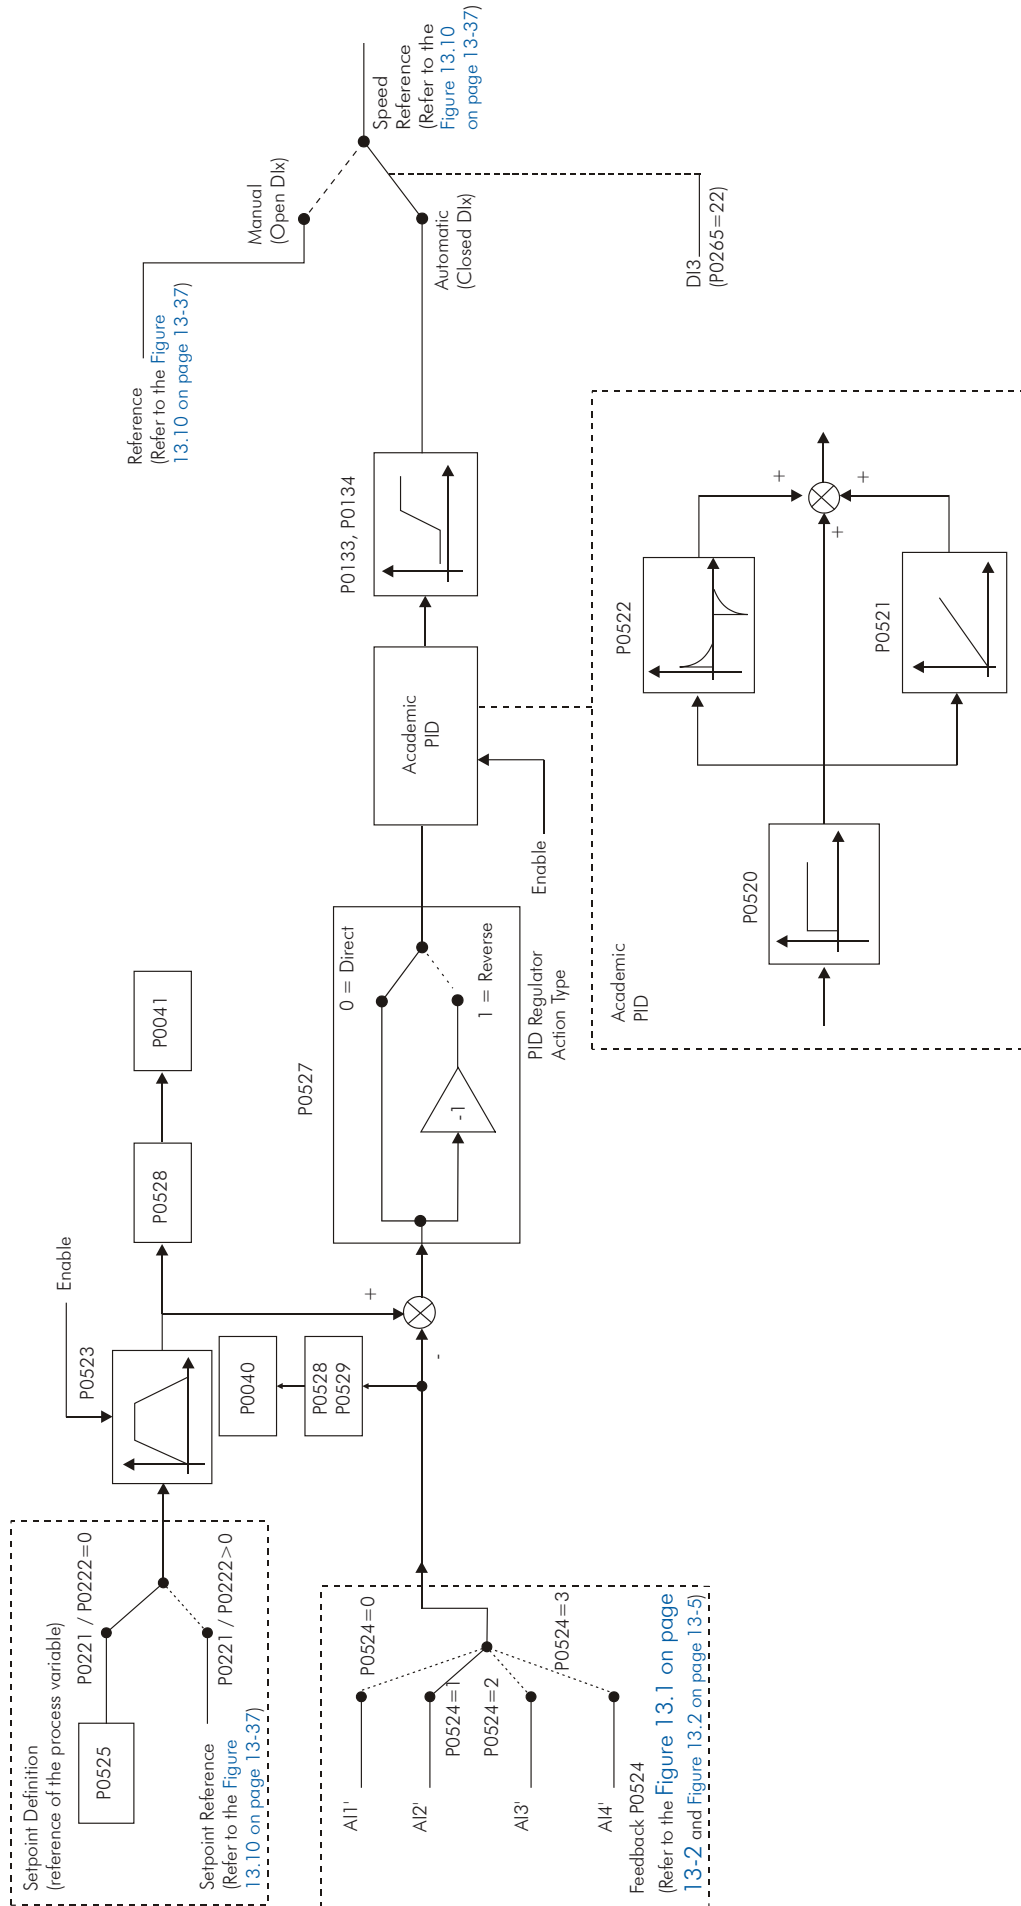 Setpoint Definition
(reference of the process variable)
P0525
P0221 / P0222=0
Setpoint Reference
(Refer to the Figure
13.10 on page 13-37)
P0221 / P0222>0
P0523
Enable
P0528
P0041
P0040
P0528
P0529
+
-
AI1'
AI2'
AI3'
AI4'
P0524=0
P0524=1
P0524=2
P0524=3
Feedback P0524
(Refer to the Figure 13.1 on page
13-2 and Figure 13.2 on page 13-5)
P0527
0 = Direct
1 = Reverse
-1
PID Regulator
Action Type
Enable
Academic
PID
P0133, P0134
Reference
(Refer to the Figure
13.10 on page 13-37)
Manual
(Open DIx)
Automatic
(Closed DIx)
Speed
Reference
(Refer to the
Figure 13.10
on page 13-37)
DI3
(P0265=22)
Academic
PID
P0520
P0522
P0521
+
+
+